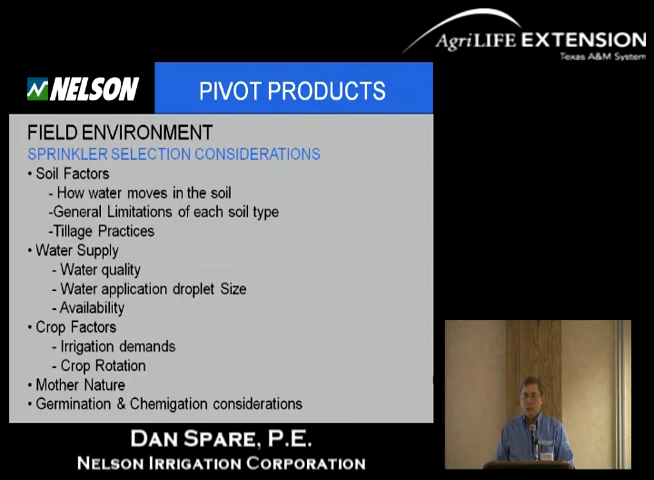 AgriLIFE EXTENSION
Texas A&M System
NELSON
PIVOT PRODUCTS
FIELD ENVIRONMENT
SPRINKLER SELECTION CONSIDERATIONS
• Soil Factors
- How water moves in the soil
-General Limitations of each soil type
-Tillage Practices
• Water Supply
- Water quality
- Water application droplet Size
- Availability
• Crop Factors
- Irrigation demands
- Crop Rotation
• Mother Nature
• Germination & Chemigation considerations
DAN SPARE, P.E.
NELSON IRRIGATION CORPORATION